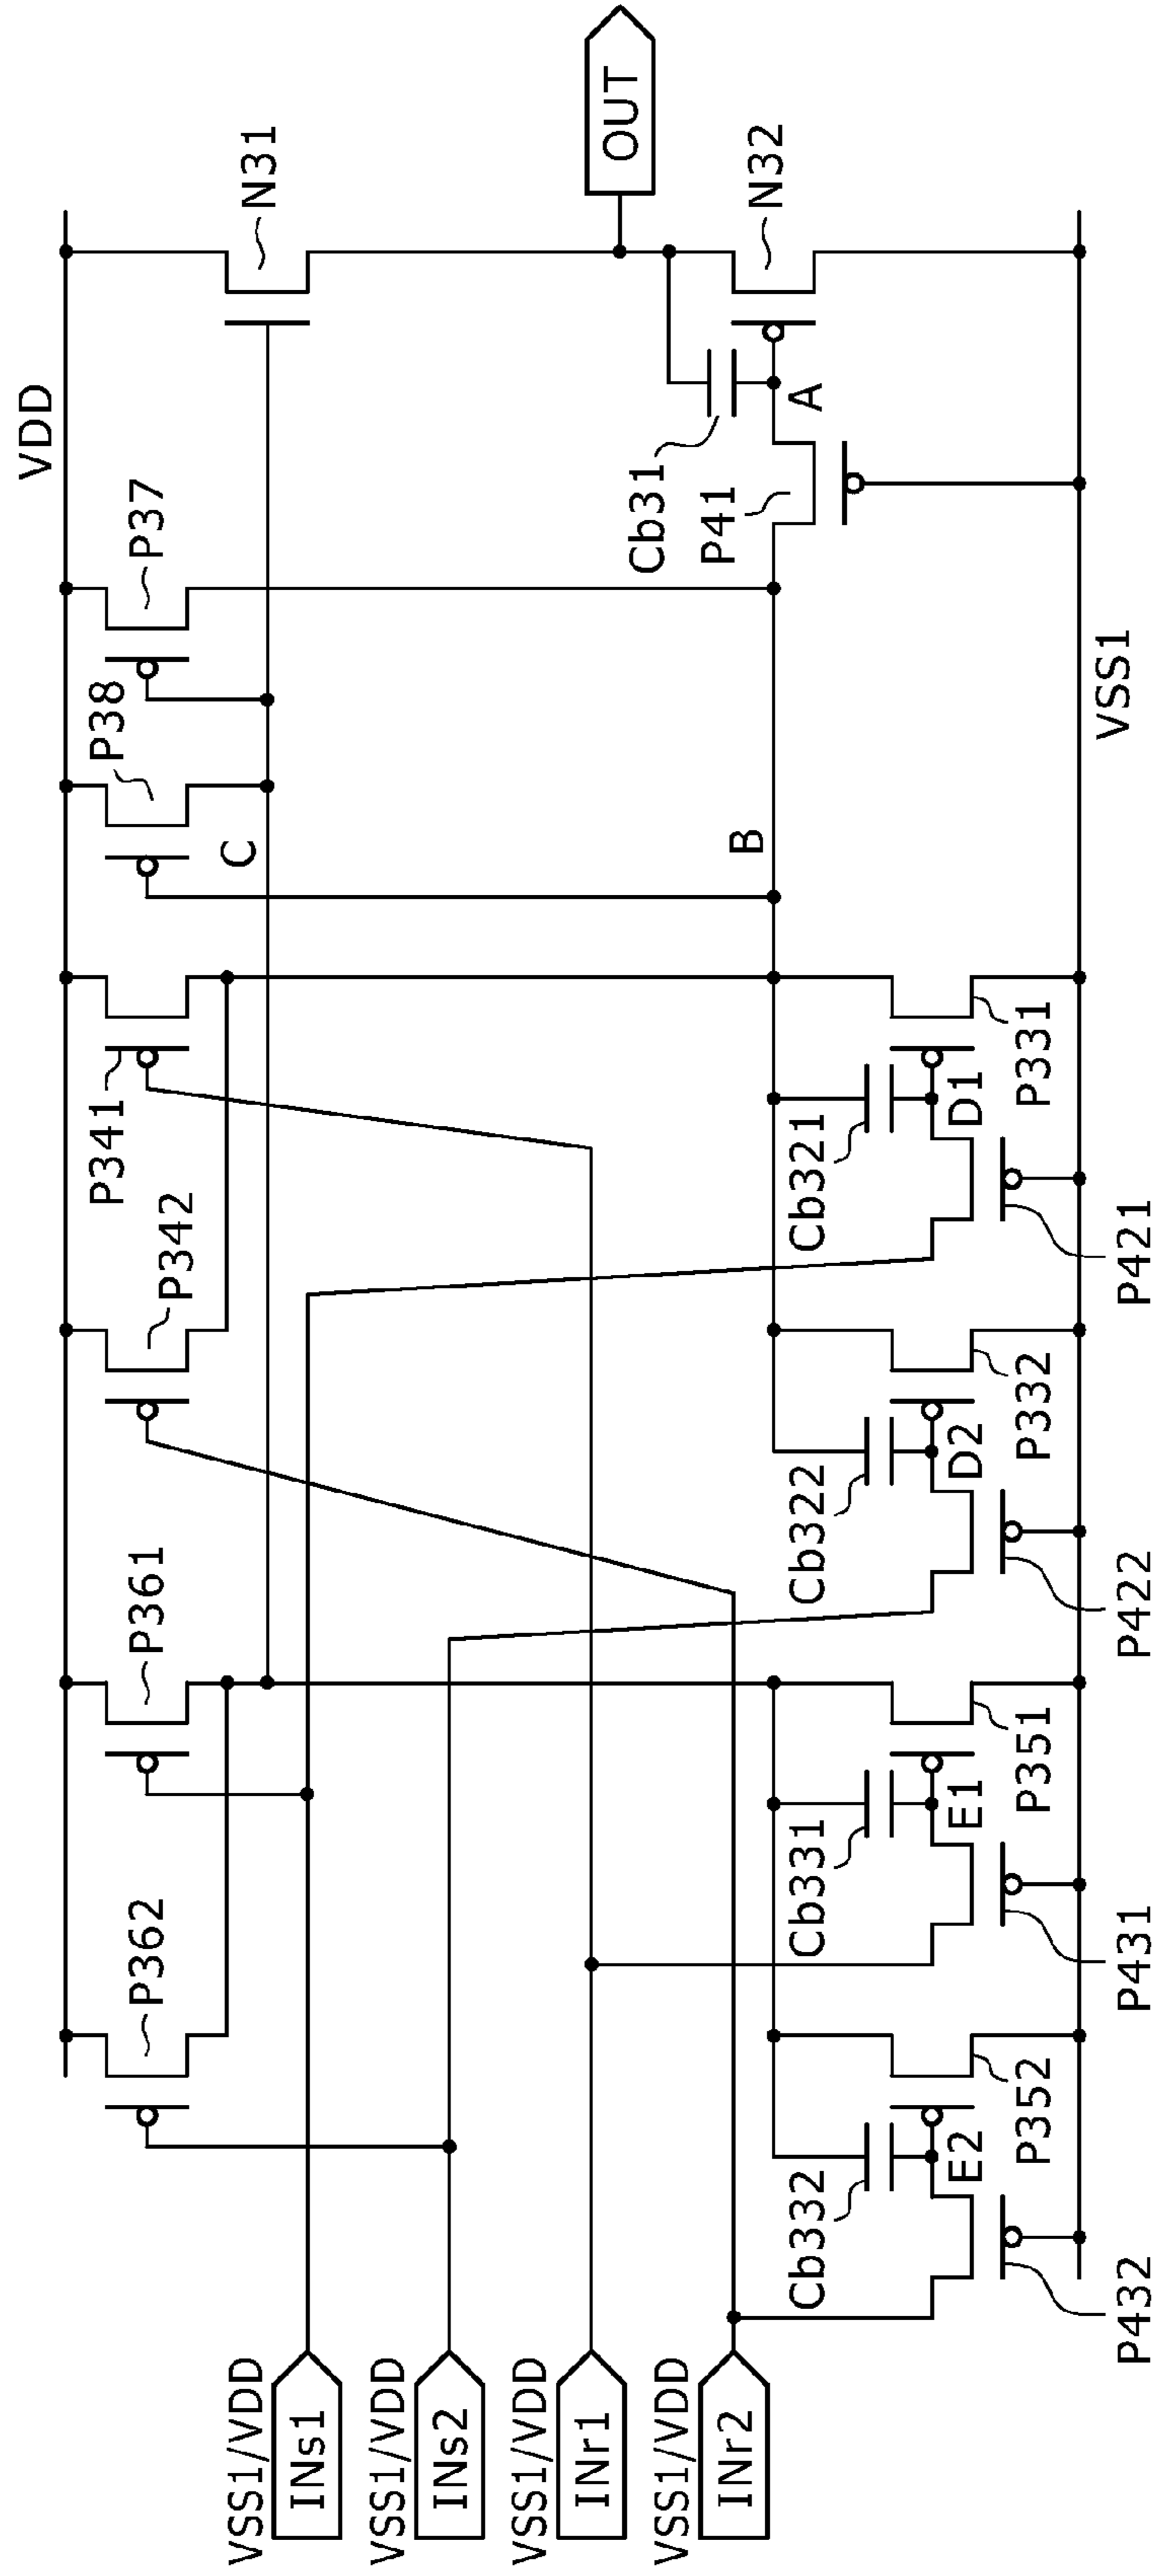 VDD
P362
P361
P342
P341
P38
P37
N31
C
VSS1/VDD
INs1
VSS1/VDD
INs2
VSS1/VDD
INr1
VSS1/VDD
INr2
OUT
B
Cb31
P41
A
N32
Cb332
E2
P352
Cb331
E1
P351
Cb322
D2
P332
Cb321
D1
P331
VSS1
P432
P431
P422
P421